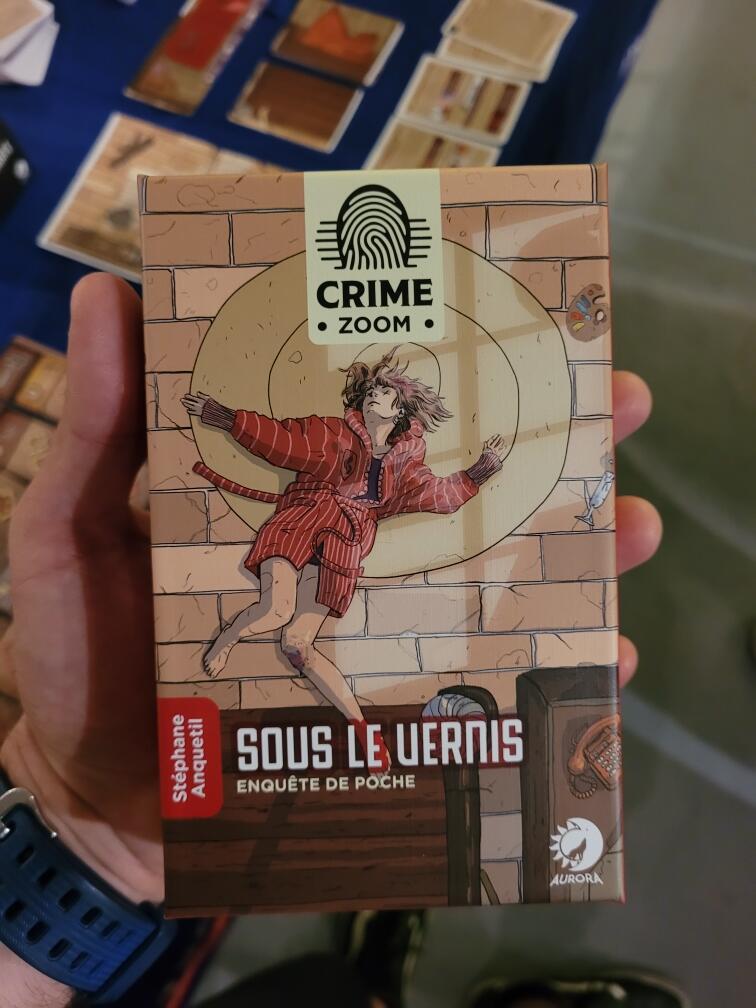 CRIME
• ZOOM •
Stéphane
Anquetil
SOUS LE VERNIS
ENQUÊTE DE POCHE
AURORA